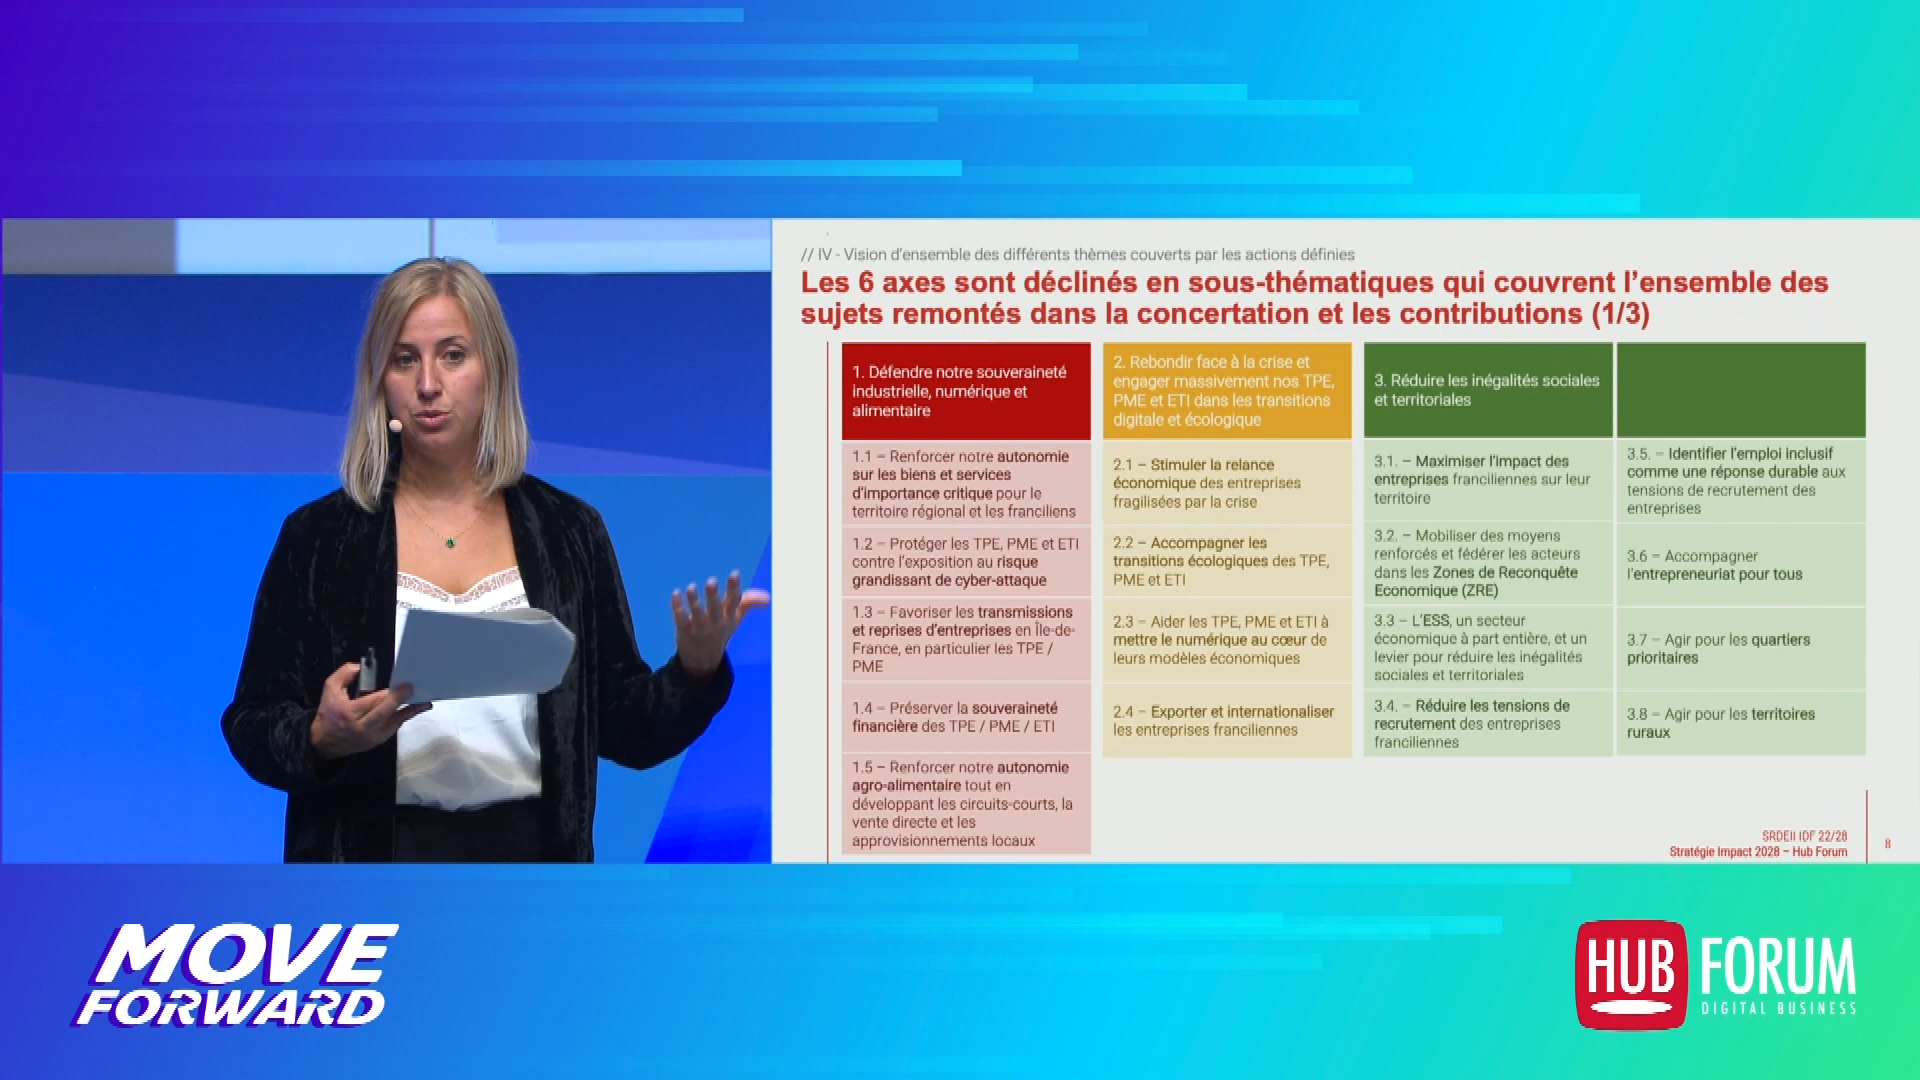 // IV - Vision d'ensemble des différents thèmes couverts par les actions définies
Les 6 axes sont déclinés en sous-thématiques qui couvrent l'ensemble des
sujets remontés dans la concertation et les contributions (1/3)
1. Défendre notre souveraineté
industrielle, numérique et
alimentaire
1.1 – Renforcer notre autonomie
sur les biens et services
d'importance critique pour le
territoire régional et les franciliens
1.2 – Protéger les TPE, PME et ETI
contre l'exposition au risque
grandissant de cyber-attaque
1.3 – Favoriser les transmissions
et reprises d'entreprises en Île-de-
France, en particulier les TPE /
PME
1.4 – Préserver la souveraineté
financière des TPE / PME / ETI
1.5 – Renforcer notre autonomie
agro-alimentaire tout en
développant les circuits-courts, la
vente directe et les
approvisionnements locaux
2. Rebondir face à la crise et
engager massivement nos TPE,
PME et ETI dans les transitions
digitale et écologique
2.1 – Stimuler la relance
économique des entreprises
fragilisées par la crise
2.2 – Accompagner les
transitions écologiques des TPE,
PME et ETI
2.3 – Aider les TPE, PME et ETI à
mettre le numérique au cœur de
leurs modèles économiques
2.4 – Exporter et internationaliser
les entreprises franciliennes
3. Réduire les inégalités sociales
et territoriales
3.1. – Maximiser l'impact des
entreprises franciliennes sur leur
territoire
3.2. – Mobiliser des moyens
renforcés et fédérer les acteurs
dans les Zones de Reconquête
Economique (ZRE)
3.3 – L'ESS, un secteur
économique à part entière, et un
levier pour réduire les inégalités
sociales et territoriales
3.4. – Réduire les tensions de
recrutement des entreprises
franciliennes
3.5. – Identifier l'emploi inclusif
comme une réponse durable aux
tensions de recrutement des
entreprises
3.6 – Accompagner
l'entrepreneuriat pour tous
3.7 – Agir pour les quartiers
prioritaires
3.8 – Agir pour les territoires
ruraux
SRDEII IDF 22/28
Stratégie Impact 2028 – Hub Forum
8
MOVE
FORWARD
HUB FORUM
DIGITAL BUSINESS